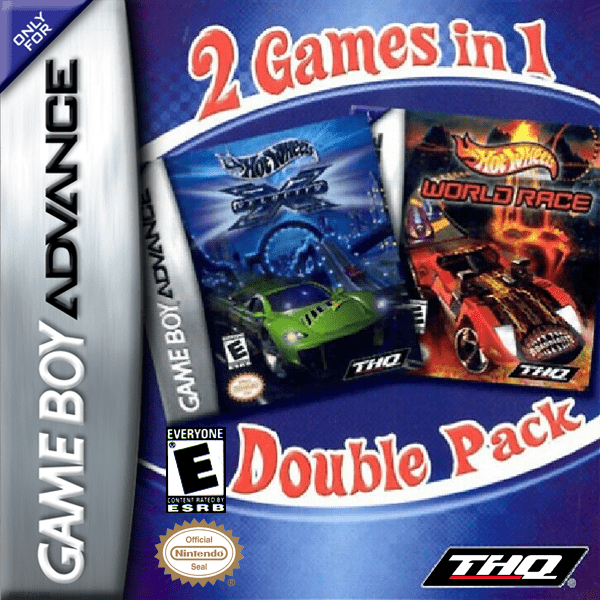 ONLY
FOR
GAME BOY ADVANCE
2 Games in 1
HOT WHEELS
HOT WHEELS
WORLD RACE
GAME BOY ADVANCE
E
THQ
THQ
EVERYONE
E
CONTENT RATED BY
ESRB
Double Pack
Official
Nintendo
Seal
®
THQ